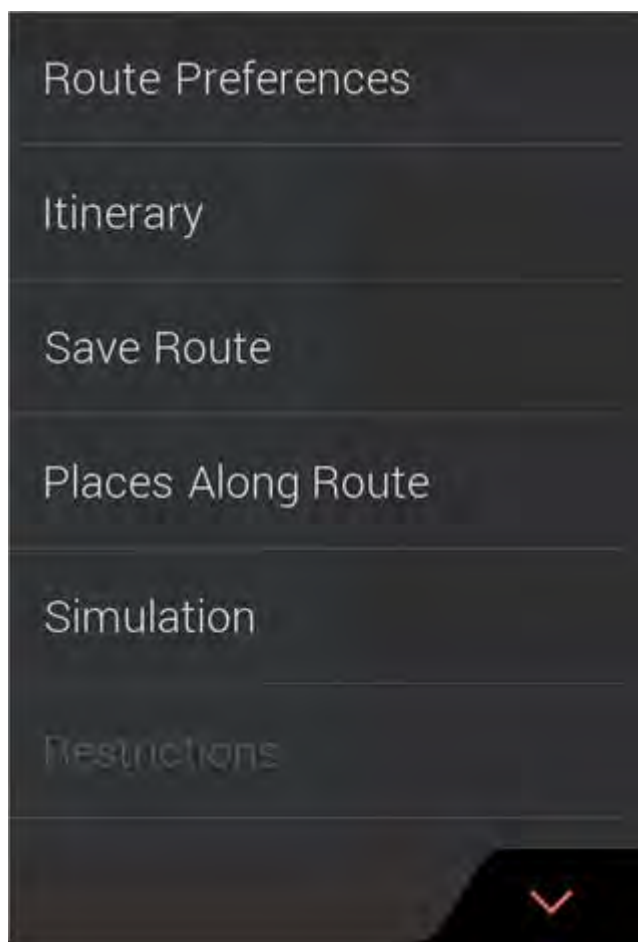 Route Preferences
Itinerary
Save Route
Places Along Route
Simulation
Restrictions